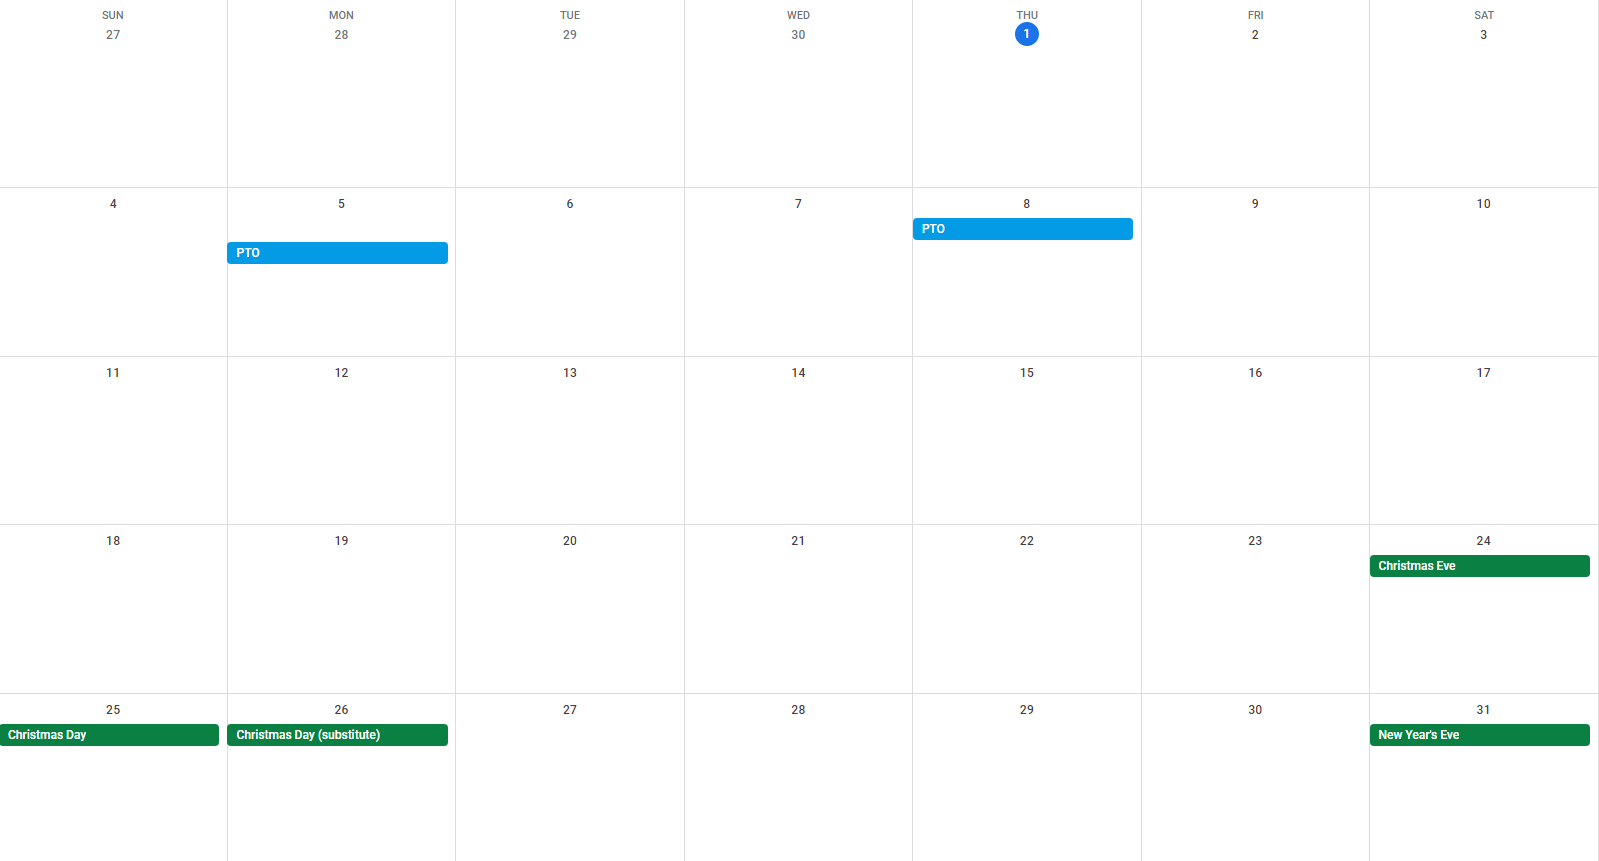 SUN MON TUE WED THU FRI SAT
27 28 29 30 1 2 3
4 5 6 7 8 9 10
PTO
PTO
11 12 13 14 15 16 17
18 19 20 21 22 23 24
Christmas Eve
25 26 27 28 29 30 31
Christmas Day Christmas Day (substitute) New Year's Eve